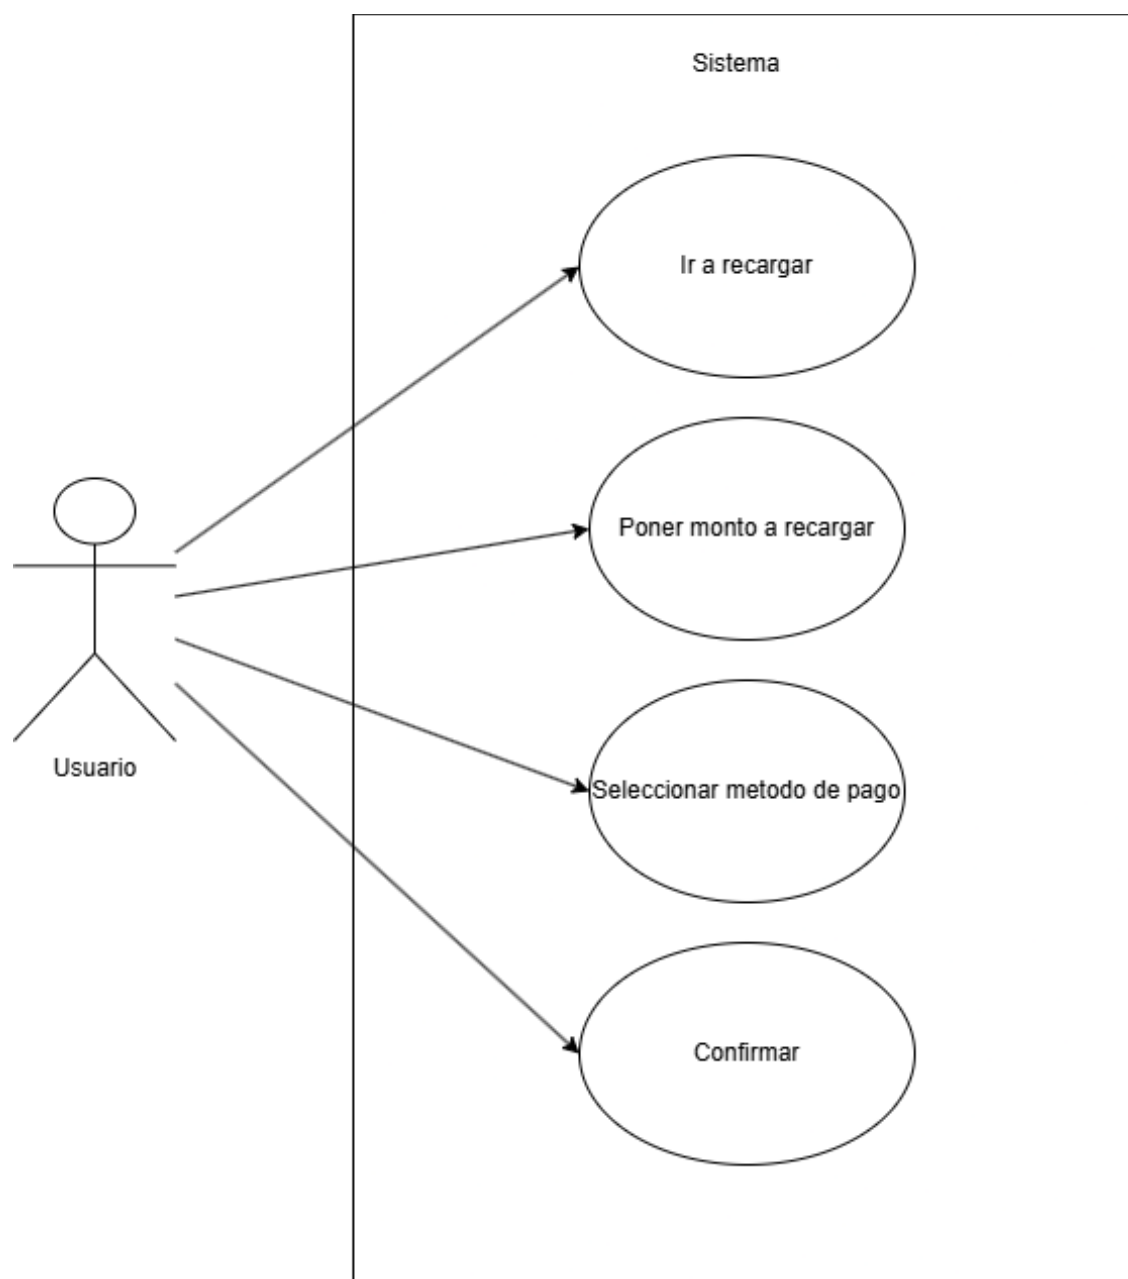 Sistema
Ir a recargar
Poner monto a recargar
Seleccionar metodo de pago
Usuario
Confirmar